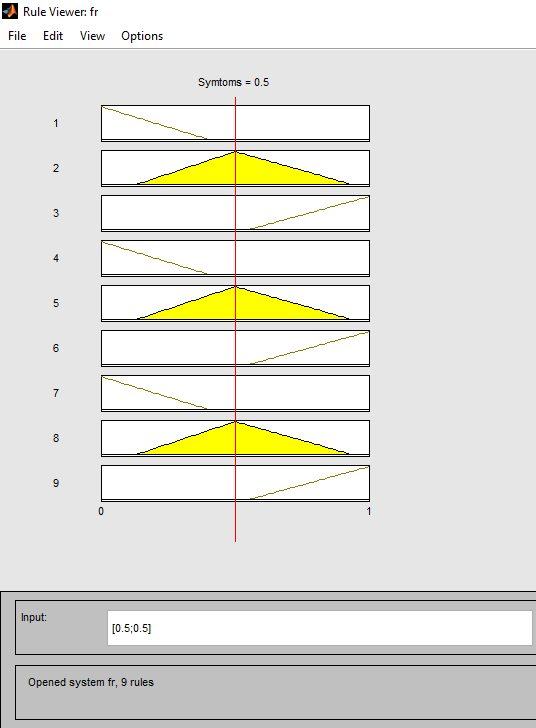 Rule Viewer: fr
File Edit View Options
Symtoms = 0.5
1
2
3
4
5
6
7
8
9
0 1
Input:
[0.5;0.5]
Opened system fr, 9 rules